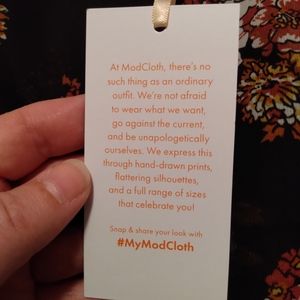 At ModCloth, there's no
such thing as an ordinary
outfit. We're not afraid
to wear what we want,
go against the current,
and be unapologetically
ourselves. We express this
through hand-drawn prints,
flattering silhouettes,
and a full range of sizes
that celebrate you!
Snap & share your look with
#MyModCloth